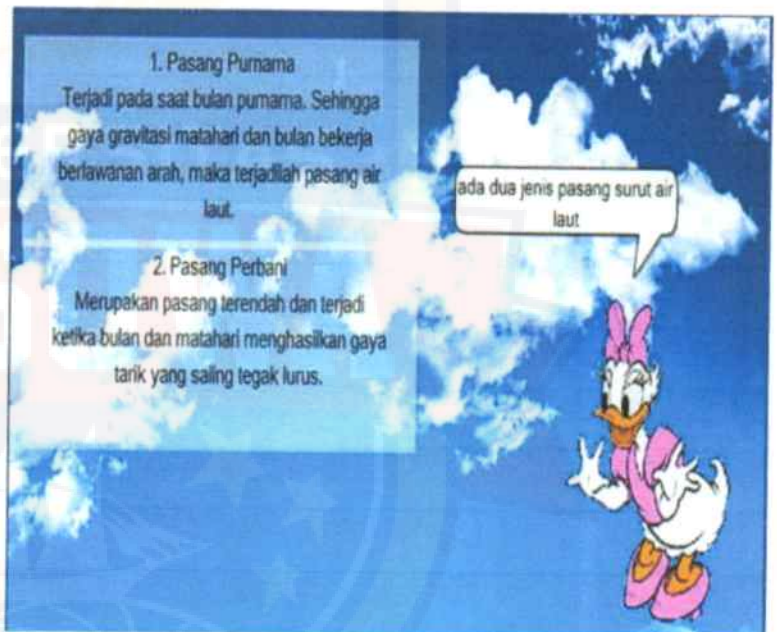 1. Pasang Purnama
Terjadi pada saat bulan purnama. Sehingga
gaya gravitasi matahari dan bulan bekerja
berlawanan arah, maka terjadilah pasang air
laut.
2. Pasang Perbani
Merupakan pasang terendah dan terjadi
ketika bulan dan matahari menghasilkan gaya
tarik yang saling tegak lurus.
ada dua jenis pasang surut air
laut